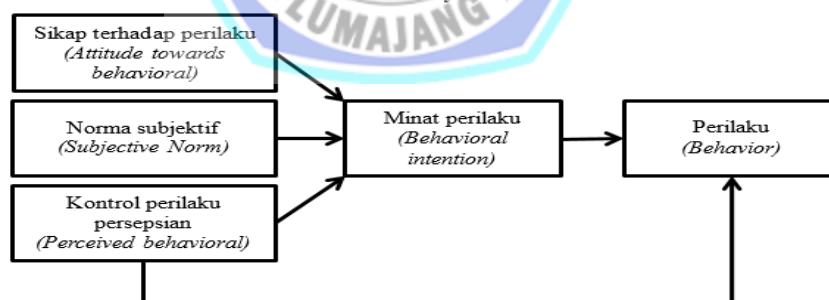 LUMAJANG
Sikap terhadap perilaku
(Attitude towards
behavioral)
Norma subjektif
(Subjective Norm)
Kontrol perilaku
persepsian
(Perceived behavioral)
Minat perilaku
(Behavioral
intention)
Perilaku
(Behavior)